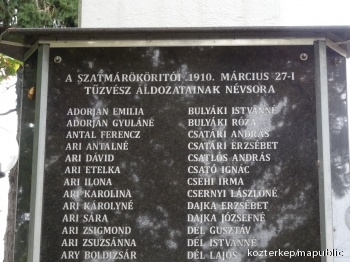 A SZATMÁRÖKÖRITÓI 1910. MÁRCIUS 27-I
TŰZVÉSZ ÁLDOZATAINAK NÉVSORA
ADORJÁN EMILIA
ADORJÁN GYULÁNÉ
ANTAL FERENCZ
ARI ANTALNÉ
ARI DÁVID
ARI ETELKA
ARI ILONA
ARI KAROLINA
ARI KÁROLYNÉ
ARI SÁRA
ARI ZSIGMOND
ARI ZSUZSÁNNA
ARY BOLDIZSÁR
BULYÁKI ISTVÁNNÉ
BULYÁKI RÓZA
CSATÁRI ANDRÁS
CSATÁRI ERZSÉBET
CSATLÓS ANDRÁS
CSATÓ IGNÁC
CSEHI IRMA
CSERNYI LÁSZLÓNÉ
DAJKA ERZSÉBET
DAJKA JÓZSEFNÉ
DÉL GUSZTÁV
DÉL ISTVÁNNÉ
DÉL LAJOS
kozterkep/mapublic